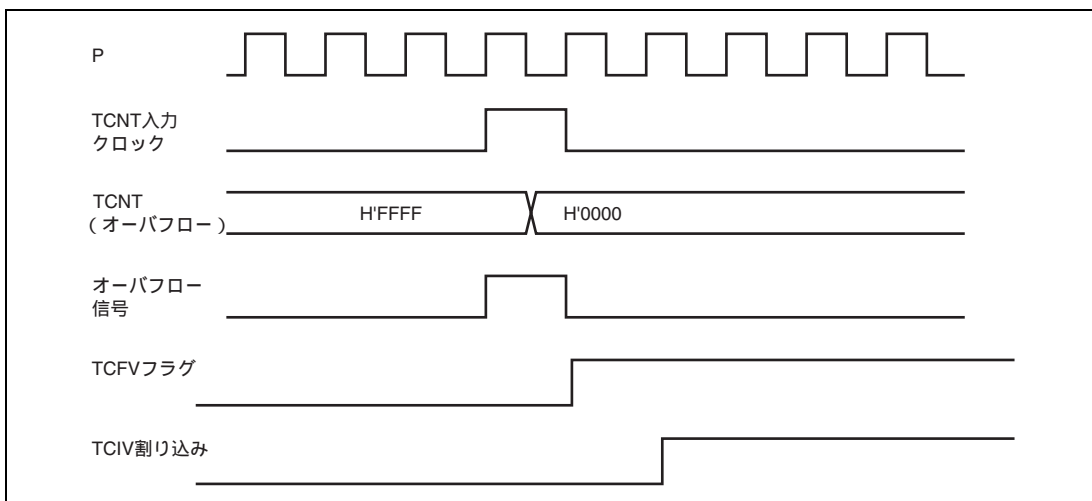 P
TCNT入力
クロック
TCNT
（オーバフロー）
H'FFFF
H'0000
オーバフロー
信号
TCFVフラグ
TCIV割り込み